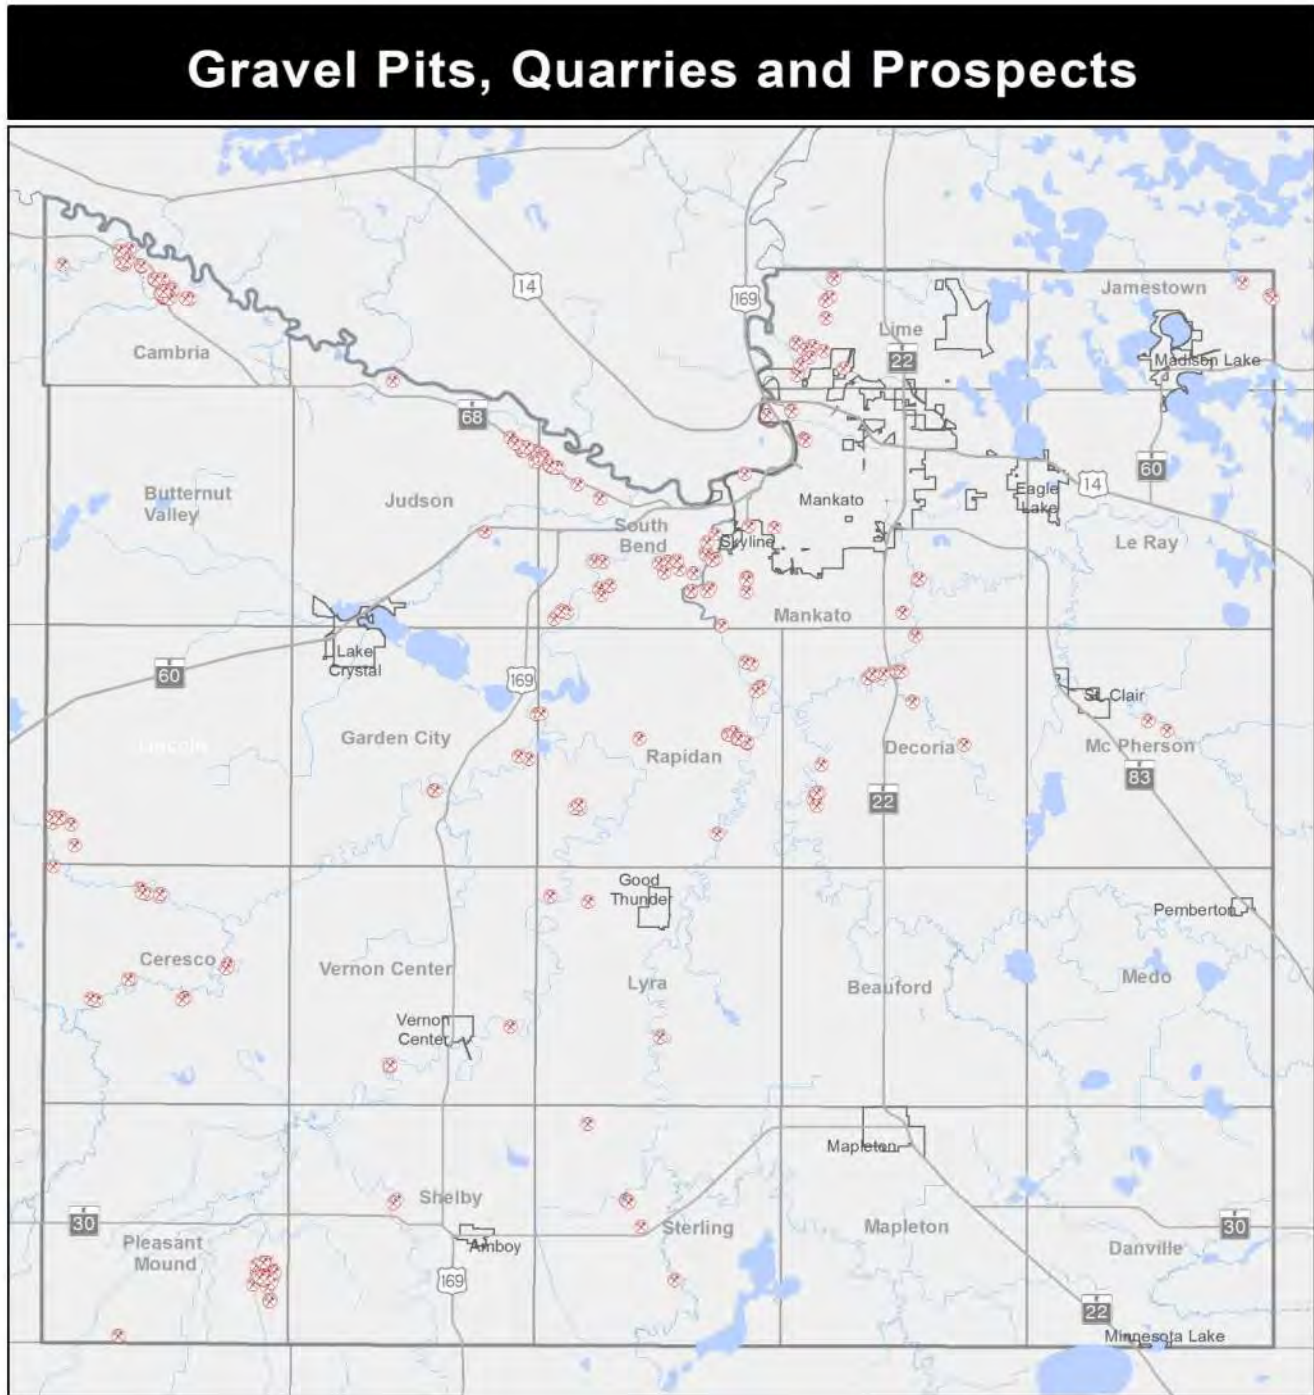 Gravel Pits, Quarries and Prospects
14
169
Jamestown
Lime
22
Cambria
Madison Lake
68
60
Butternut
Valley
Judson
Mankato
Eagle
Lake
14
South
Bend
Skyline
Le Ray
Mankato
Lake
Crystal
60
169
St. Clair
Lincoln
Garden City
Rapidan
Decoria
Mc Pherson
83
22
Good
Thunder
Pemberton
Ceresco
Vernon Center
Lyra
Beauford
Medo
Vernon
Center
Mapleton
Shelby
30
Sterling
Mapleton
30
Pleasant
Mound
Amboy
Danville
169
22
Minnesota Lake